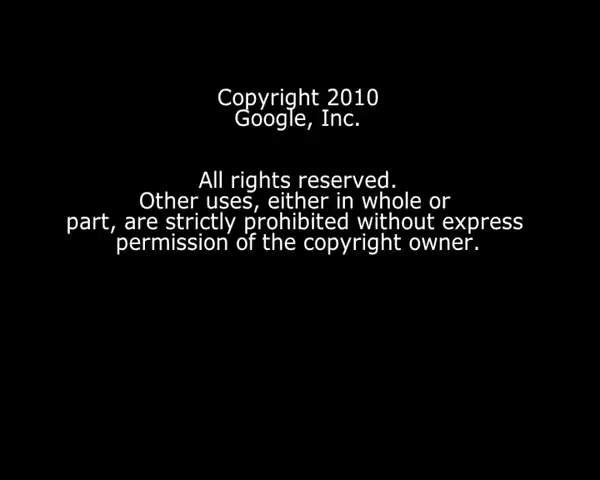 Copyright 2010
Google, Inc.
All rights reserved.
Other uses, either in whole or
part, are strictly prohibited without express
permission of the copyright owner.